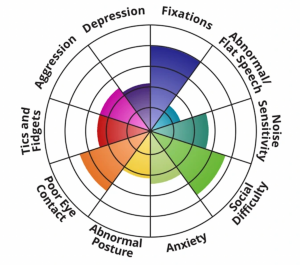 Fixations
Abnormal/
Flat Speech
Noise
Sensitivity
Social
Difficulty
Anxiety
Abnormal
Posture
Poor Eye
Contact
Tics and
Fidgets
Aggression
Depression